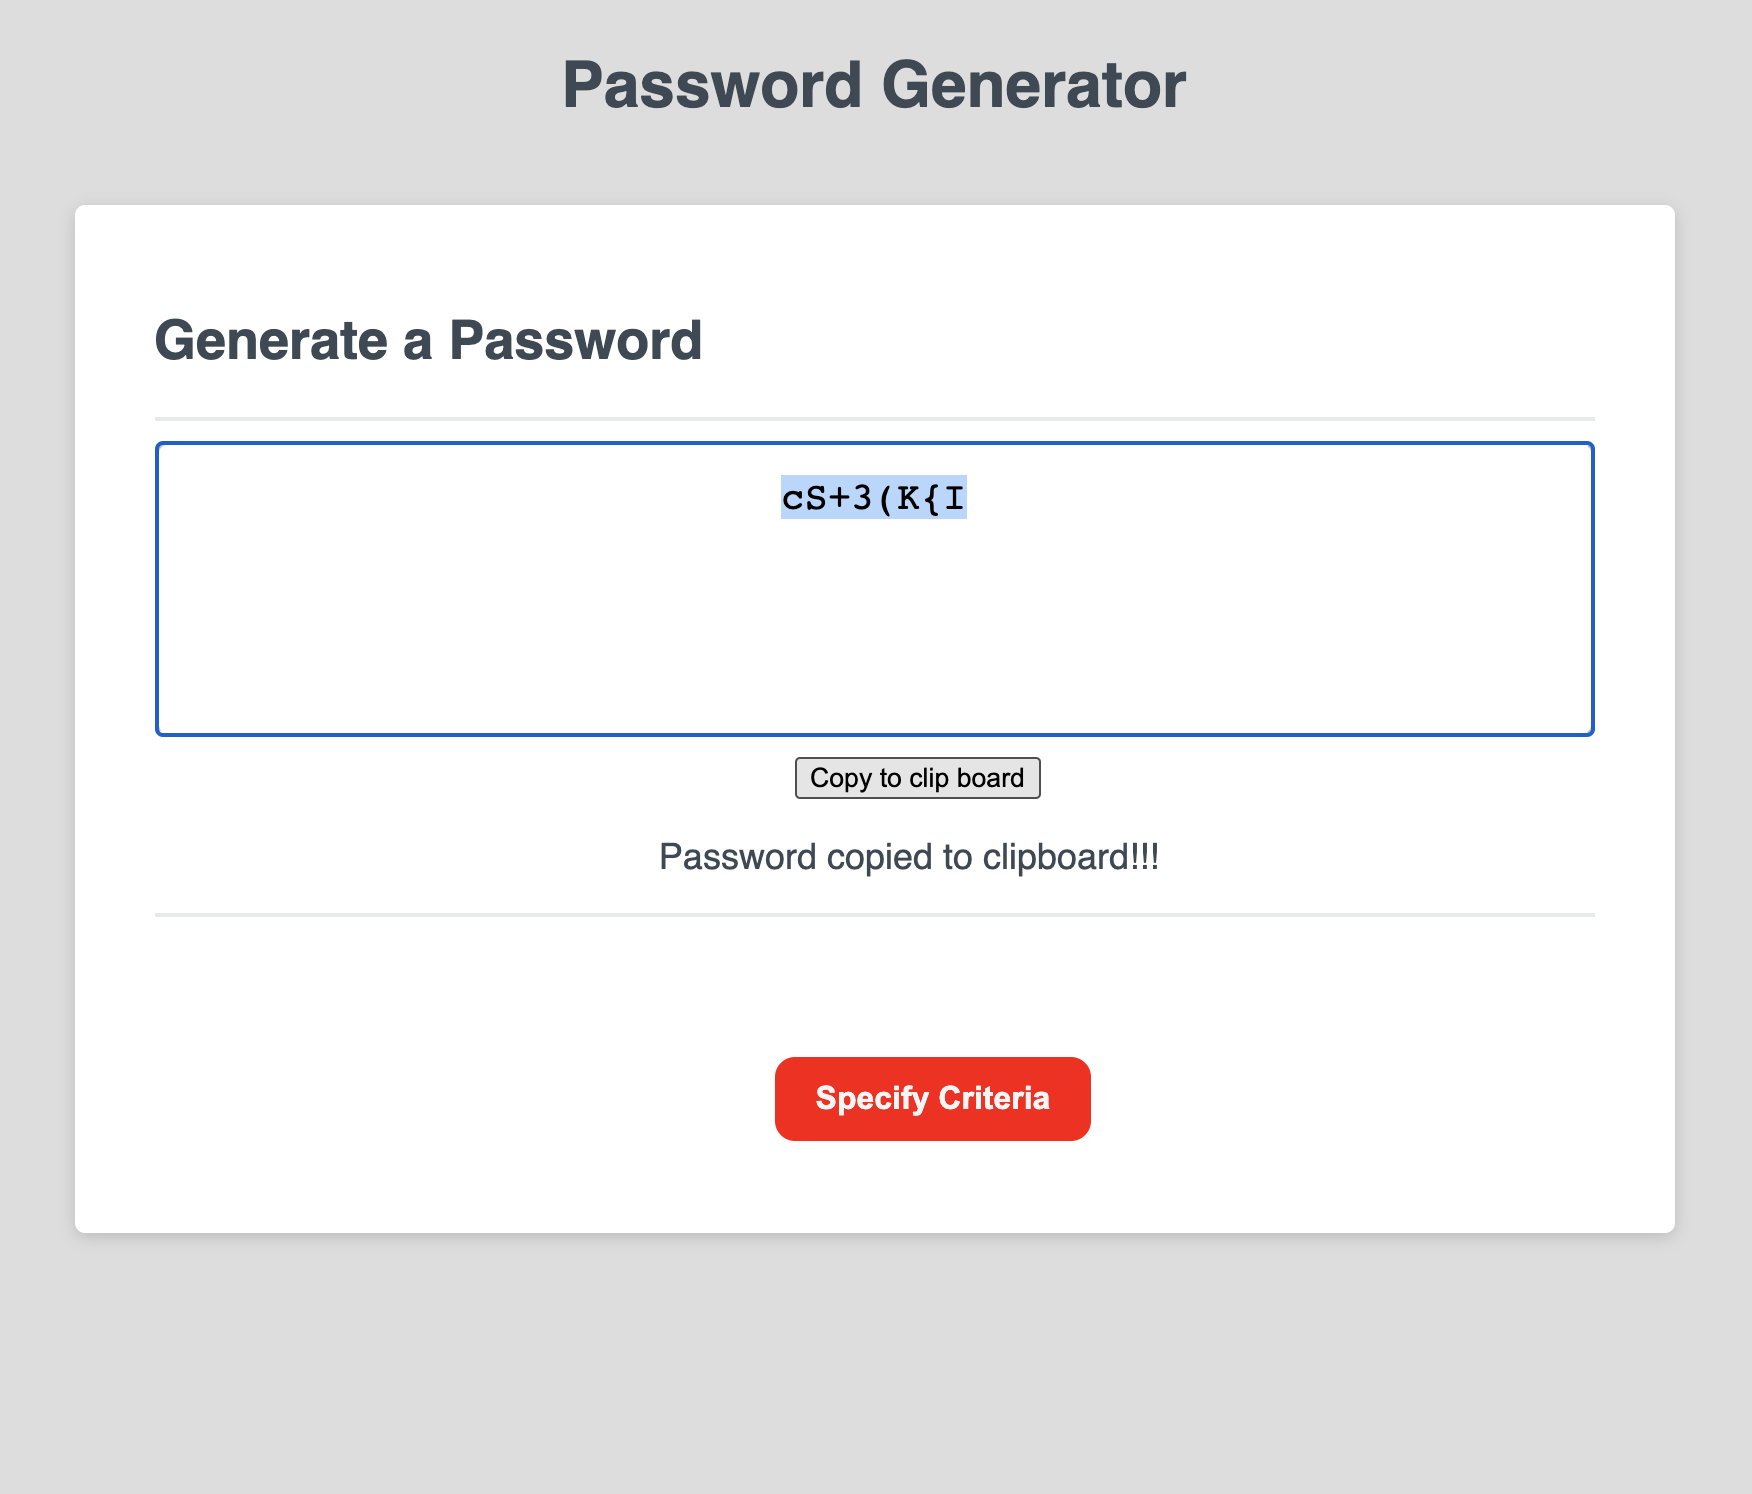 Password Generator
Generate a Password
cS+3(K{I
Copy to clip board
Password copied to clipboard!!!
Specify Criteria